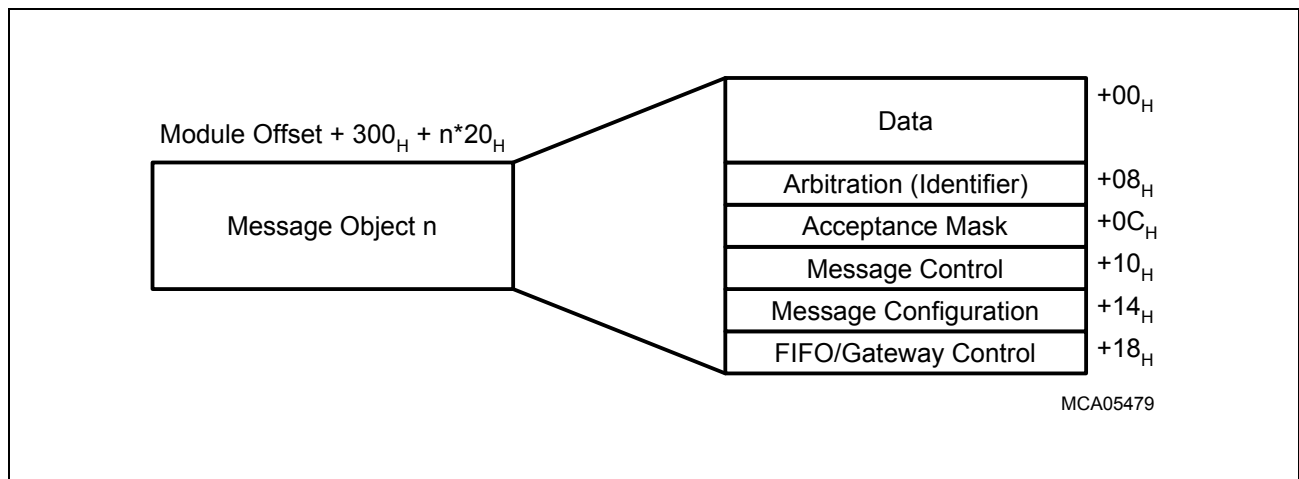 Module Offset + 300H + n*20H
Message Object n
Data
+00H
Arbitration (Identifier)
+08H
Acceptance Mask
+0CH
Message Control
+10H
Message Configuration
+14H
FIFO/Gateway Control
+18H
MCA05479